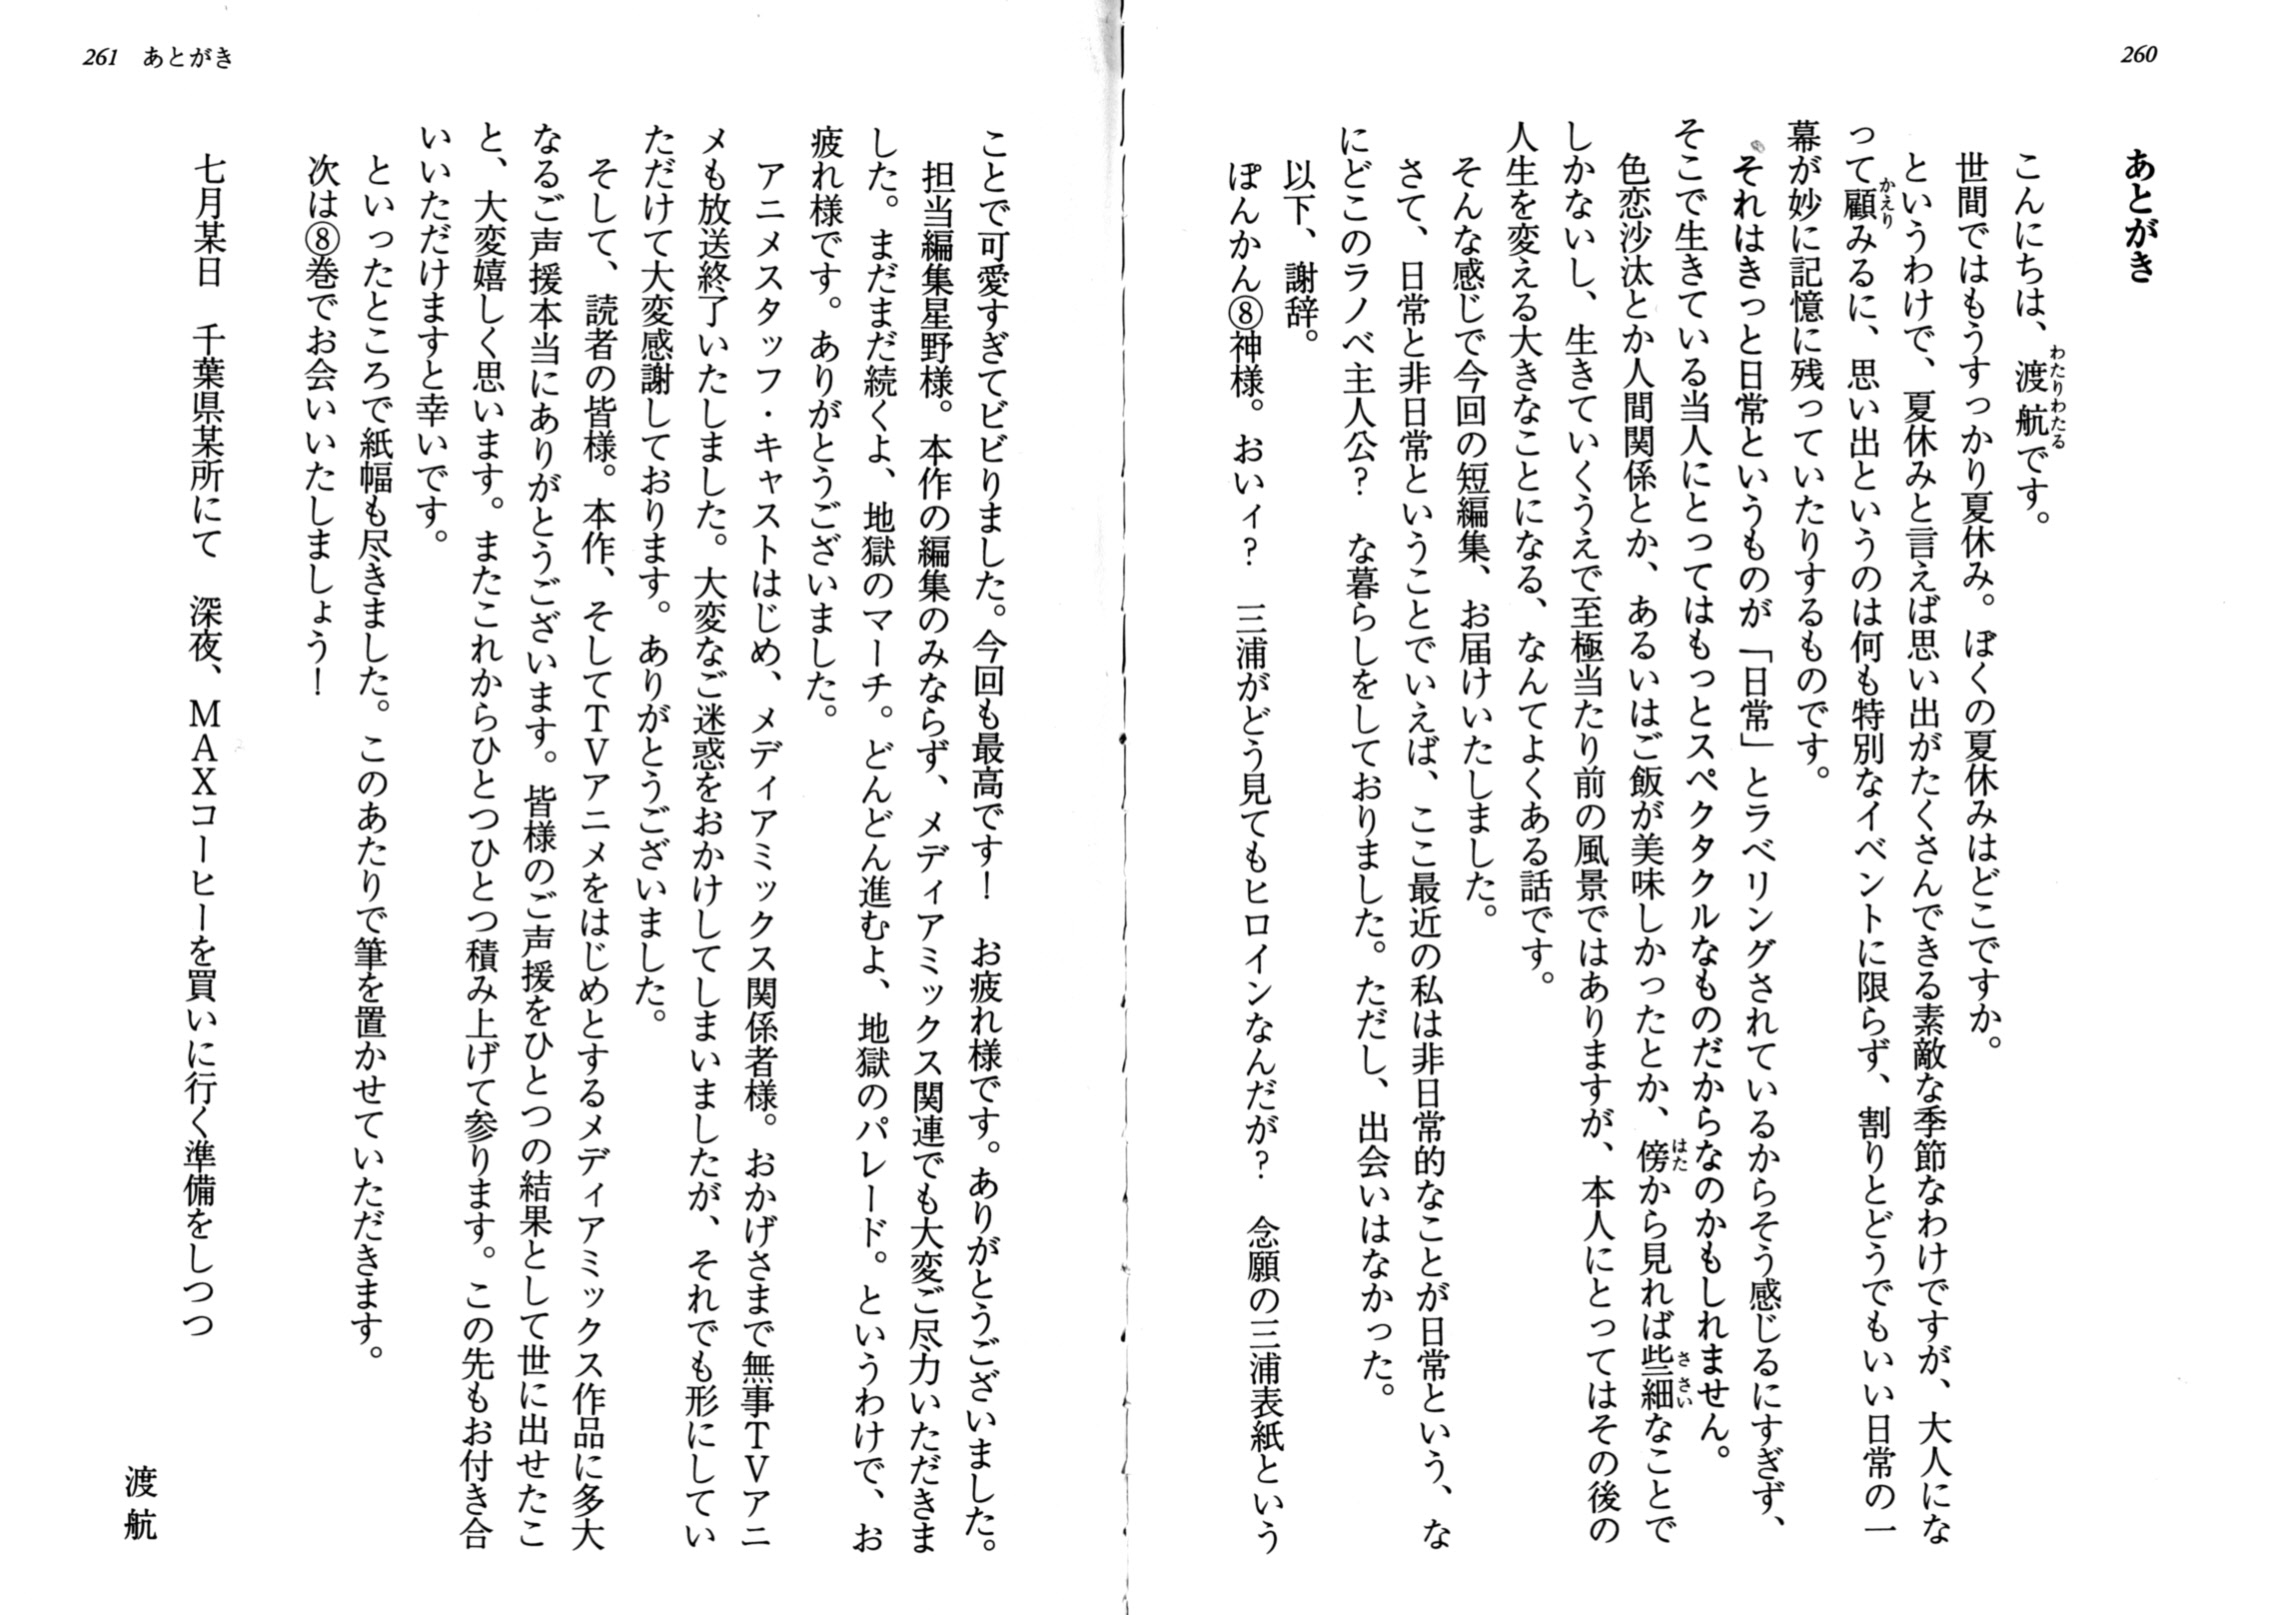 260
あとがき
こんにちは、渡航です。
世間ではもうすっかり夏休み。ぼくの夏休みはどこですか。
というわけで、夏休みと言えば思い出がたくさんできる素敵な季節なわけですが、大人にな
って顧みるに、思い出というのは何も特別なイベントに限らず、割りとどうでもいい日常の一
幕が妙に記憶に残っていたりするものです。
それはきっと日常というものが「日常」とラベリングされているからそう感じるにすぎず、
そこで生きている当人にとってはもっとスペクタクルなものだからなのかもしれません。
色恋沙汰とか人間関係とか、あるいはご飯が美味しかったとか、傍から見れば些細なことで
しかないし、生きていくうえで至極当たり前の風景ではありますが、本人にとってはその後の
人生を変える大きなことになる、なんてよくある話です。
そんな感じで今回の短編集、お届けいたしました。
さて、日常と非日常ということでいえば、ここ最近の私は非日常的なことが日常という、な
にどこのラノベ主人公？　な暮らしをしておりました。ただし、出会いはなかった。
以下、謝辞。
ぽんかん⑧神様。おいィ？　三浦がどう見てもヒロインなんだが？　念願の三浦表紙という
261 あとがき
ことで可愛すぎてビビりました。今回も最高です！　お疲れ様です。ありがとうございました。
担当編集星野様。本作の編集のみならず、メディアミックス関連でも大変ご尽力いただきま
した。まだまだ続くよ、地獄のマーチ。どんどん進むよ、地獄のパレード。というわけで、お
疲れ様です。ありがとうございました。
アニメスタッフ・キャストはじめ、メディアミックス関係者様。おかげさまで無事ＴＶアニ
メも放送終了いたしました。大変なご迷惑をおかけしてしまいましたが、それでも形にしてい
ただけて大変感謝しております。ありがとうございました。
そして、読者の皆様。本作、そしてＴＶアニメをはじめとするメディアミックス作品に多大
なるご声援本当にありがとうございます。皆様のご声援をひとつの結果として世に出せたこ
と、大変嬉しく思います。またこれからひとつひとつ積み上げて参ります。この先もお付き合
いいただけますと幸いです。
といったところで紙幅も尽きました。このあたりで筆を置かせていただきます。
次は⑧巻でお会いいたしましょう！
七月某日　千葉県某所にて　深夜、ＭＡＸコーヒーを買いに行く準備をしつつ
渡航